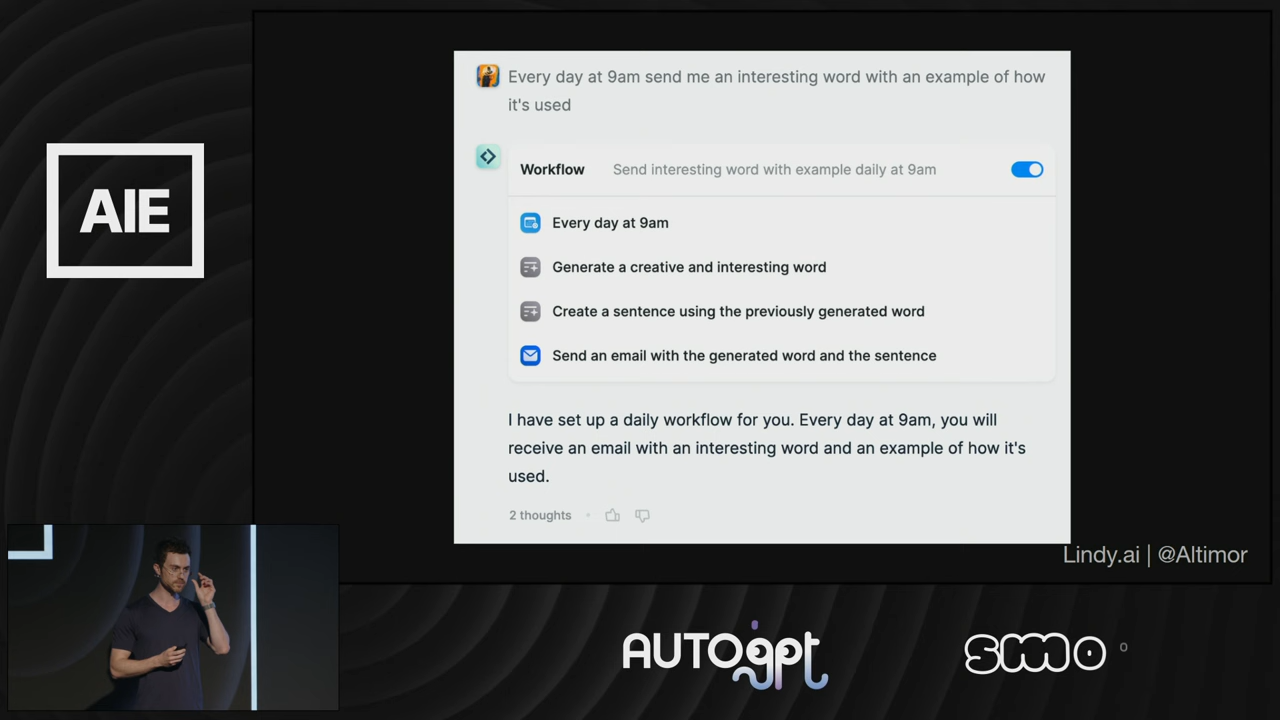 AIE
Every day at 9am send me an interesting word with an example of how
it's used
Workflow Send interesting word with example daily at 9am
Every day at 9am
Generate a creative and interesting word
Create a sentence using the previously generated word
Send an email with the generated word and the sentence
I have set up a daily workflow for you. Every day at 9am, you will
receive an email with an interesting word and an example of how it's
used.
2 thoughts
Lindy.ai | @Altimor
AUTOgpt
smo